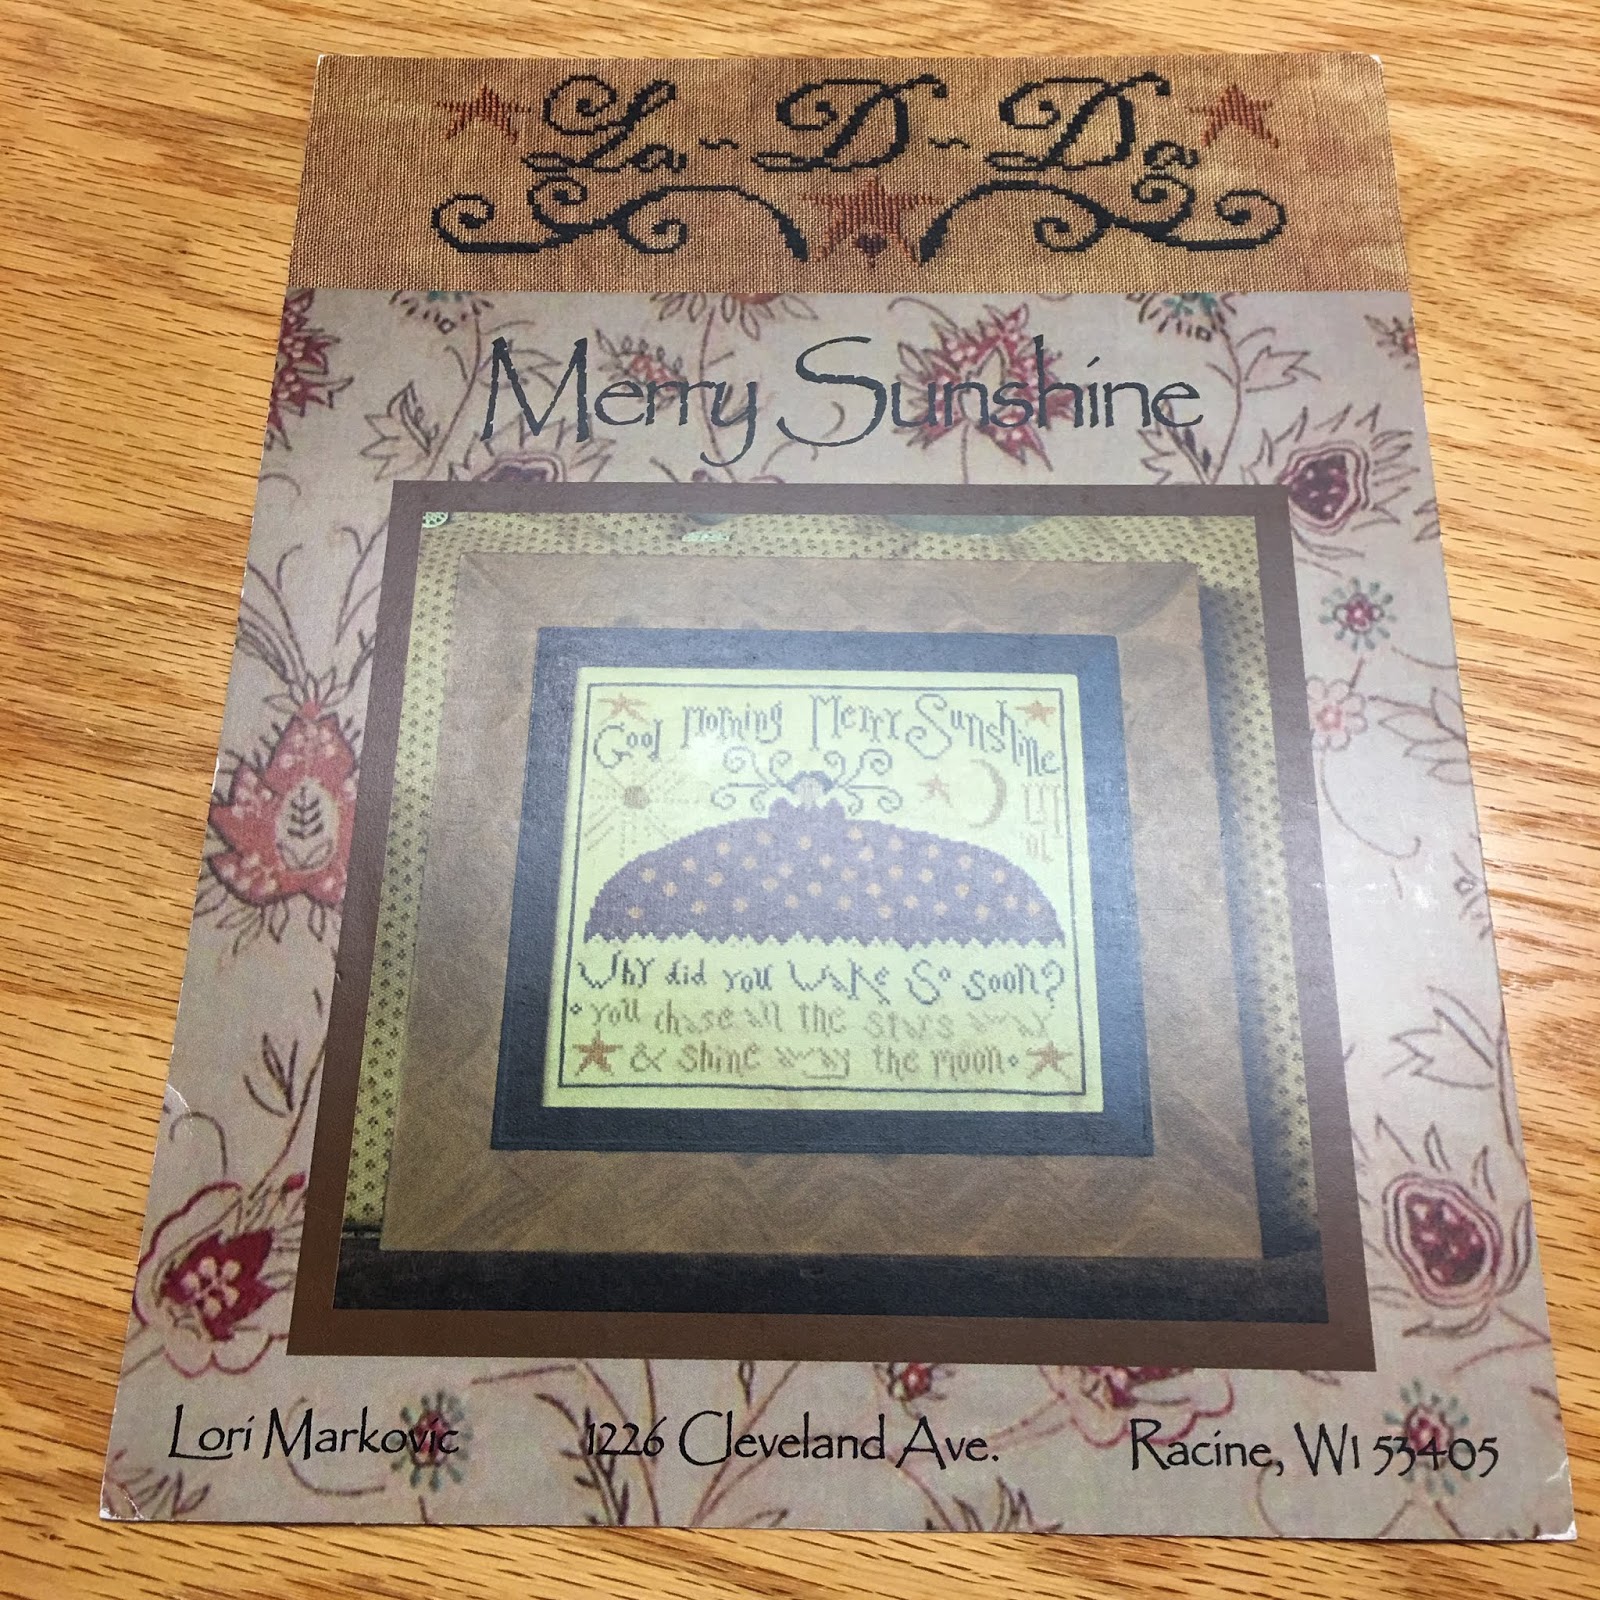 La~D~Da
Merry Sunshine
Good Morning Merry Sunshine
Why did you Wake So soon?
you chase all the stars away
& shine away the moon
Lori Markovic 1226 Cleveland Ave. Racine, WI 53405